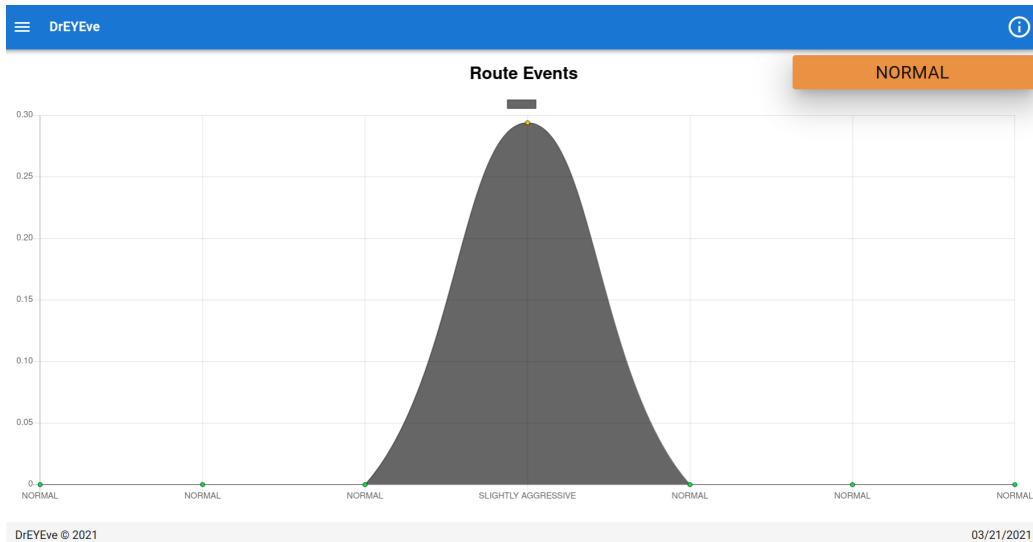 DrEYEve
Route Events
NORMAL
0.30
0.25
0.20
0.15
0.10
0.05
0
NORMAL NORMAL NORMAL SLIGHTLY AGGRESSIVE NORMAL NORMAL NORMAL
DrEYEve © 2021 03/21/2021